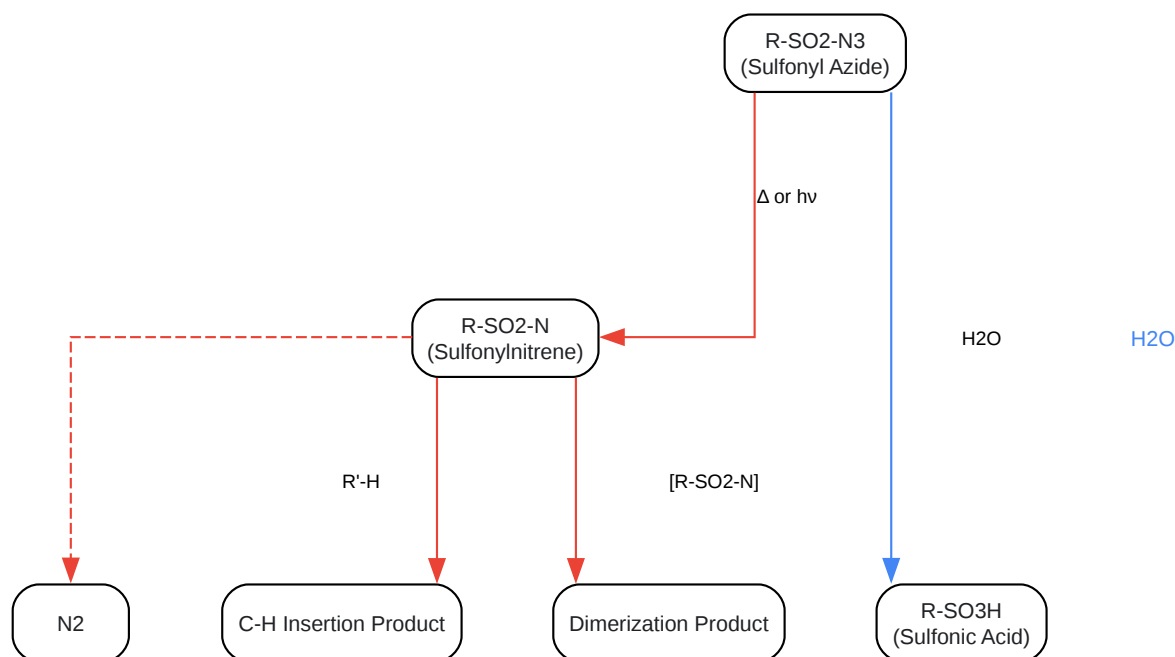 R-SO2-N3
(Sulfonyl Azide)
Δ or hν
R-SO2-N
(Sulfonylnitrene)
H2O
H2O
R'-H
[R-SO2-N]
N2
C-H Insertion Product
Dimerization Product
R-SO3H
(Sulfonic Acid)